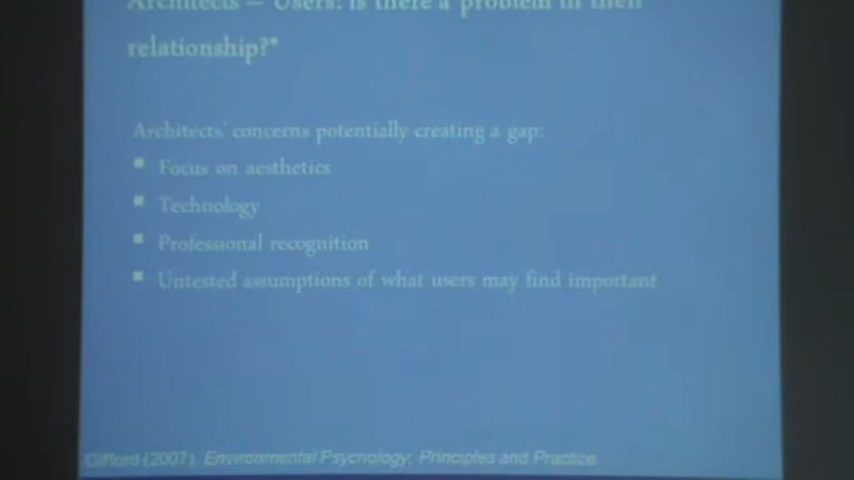 Architects – Users: is there a problem in their
relationship?*
Architects' concerns potentially creating a gap:
Focus on aesthetics
Technology
Professional recognition
Untested assumptions of what users may find important
Gifford (2007). Environmental Psychology: Principles and Practice.